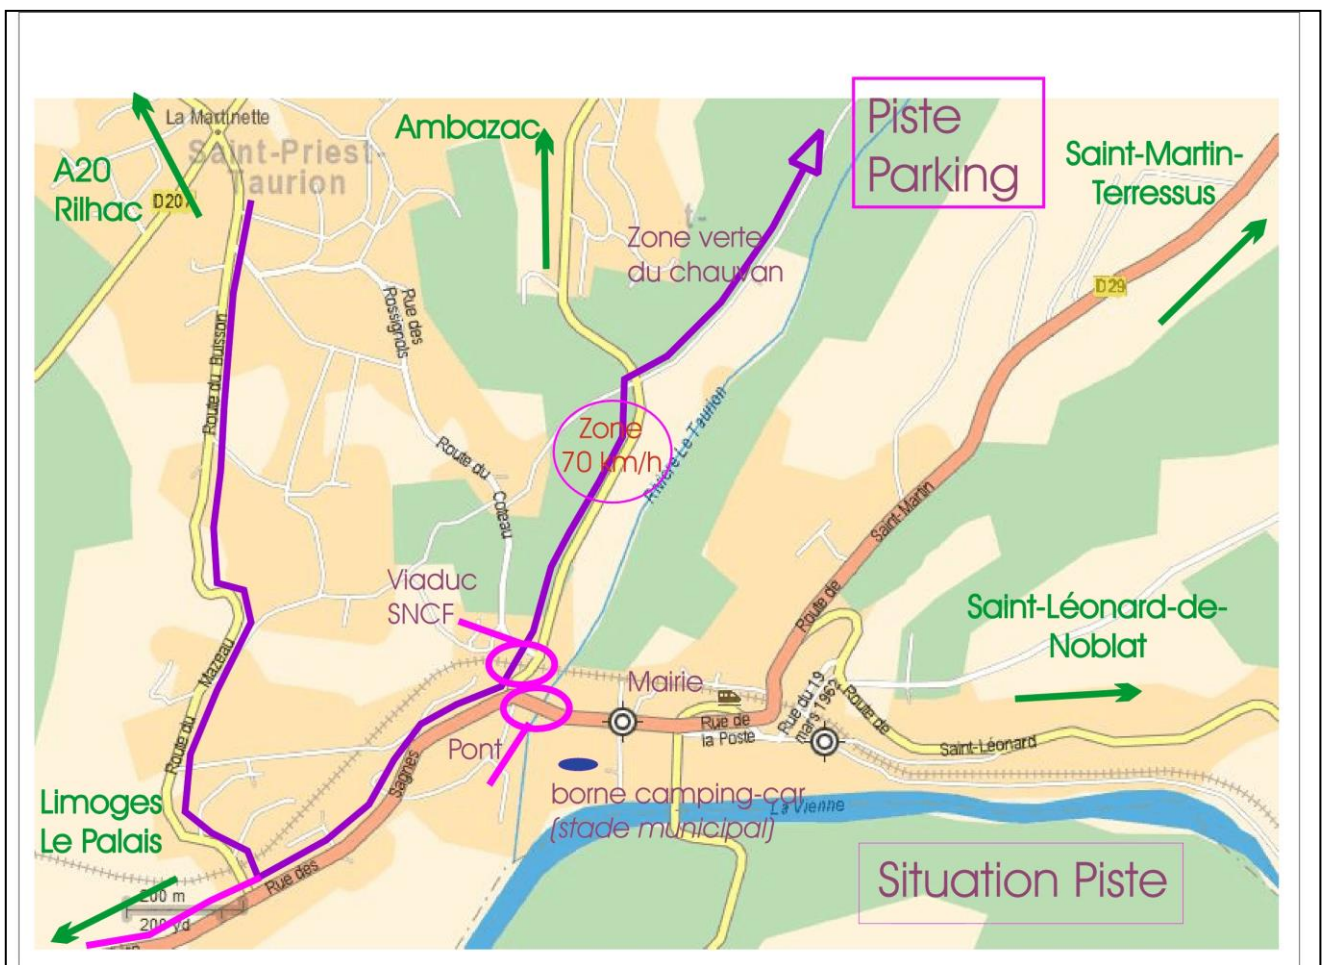 La Martinette
Saint-Priest-
Taurion
Ambazac
Piste
Parking
A20
Rilhac
D207
Saint-Martin-
Terressus
t-
Zone verte
du chauvan
D29
Rue des
Rossignols
Route du Buisson
Zone
70 km/h
Rivière Le Taurion
Route du
Coteau
Saint-Martin
Route de
Viaduc
SNCF
Saint-Léonard-de-
Noblat
Mazeau
Route du
Mairie
Rue du 19
mars 1962
Route de
Saint-Léonard
Rue de
la Poste
Pont
Sagnes
Rue des
borne camping-car
(stade municipal)
La Vienne
Limoges
Le Palais
Situation Piste
200 m
200 yd